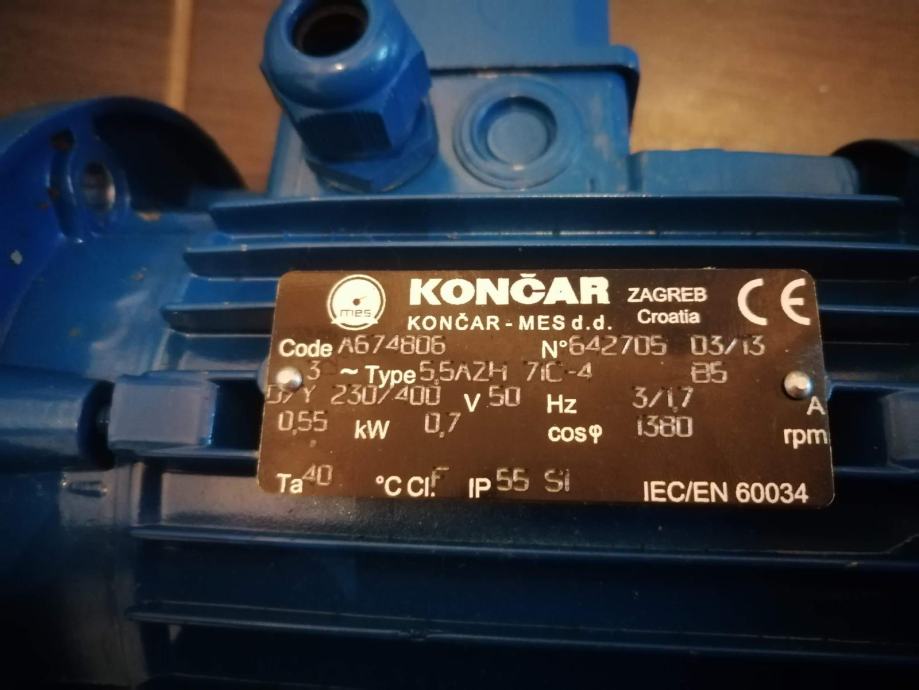 mes KONČAR ZAGREB CE
KONČAR - MES d.d. Croatia
Code A674806 N° 642705 03/13
3 ~ Type 5,5AZH 71C-4 B5
D/Y 230/400 V 50 Hz 3/1,7 A
0,55 kW 0,7 cosφ 1380 rpm
Ta 40 °C Cl. F IP 55 S1 IEC/EN 60034